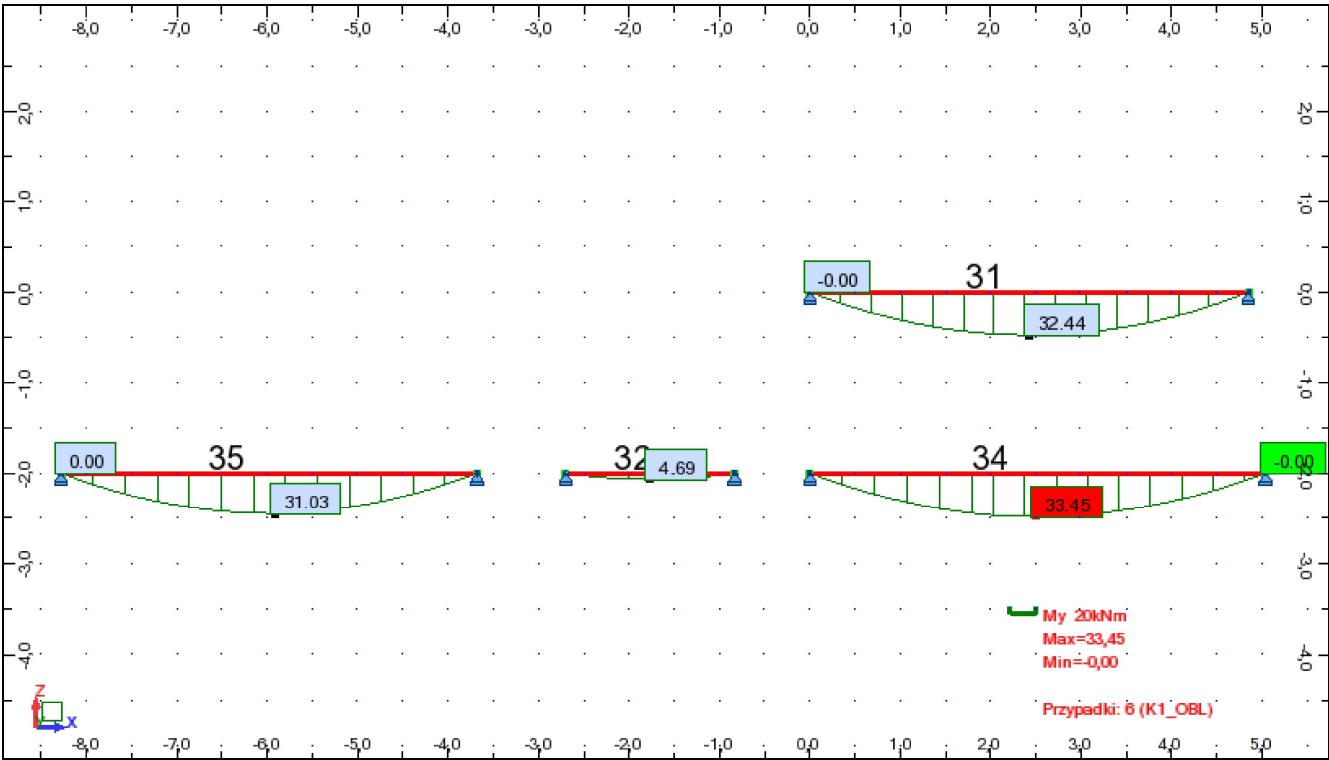 -8,0 -7,0 -6,0 -5,0 -4,0 -3,0 -2,0 -1,0 0,0 1,0 2,0 3,0 4,0 5,0
2,0 2,0
1,0 1,0
-0.00 31
0,0 0,0
32.44
-1,0 -1,0
0.00 35 32 4.69 34 -0.00
-2,0 -2,0
31.03 33.45
-3,0 -3,0
My 20kNm
Max=33,45
Min=-0,00
-4,0 -4,0
Z
Przypadki: 6 (K1_OBL)
X
-8,0 -7,0 -6,0 -5,0 -4,0 -3,0 -2,0 -1,0 0,0 1,0 2,0 3,0 4,0 5,0